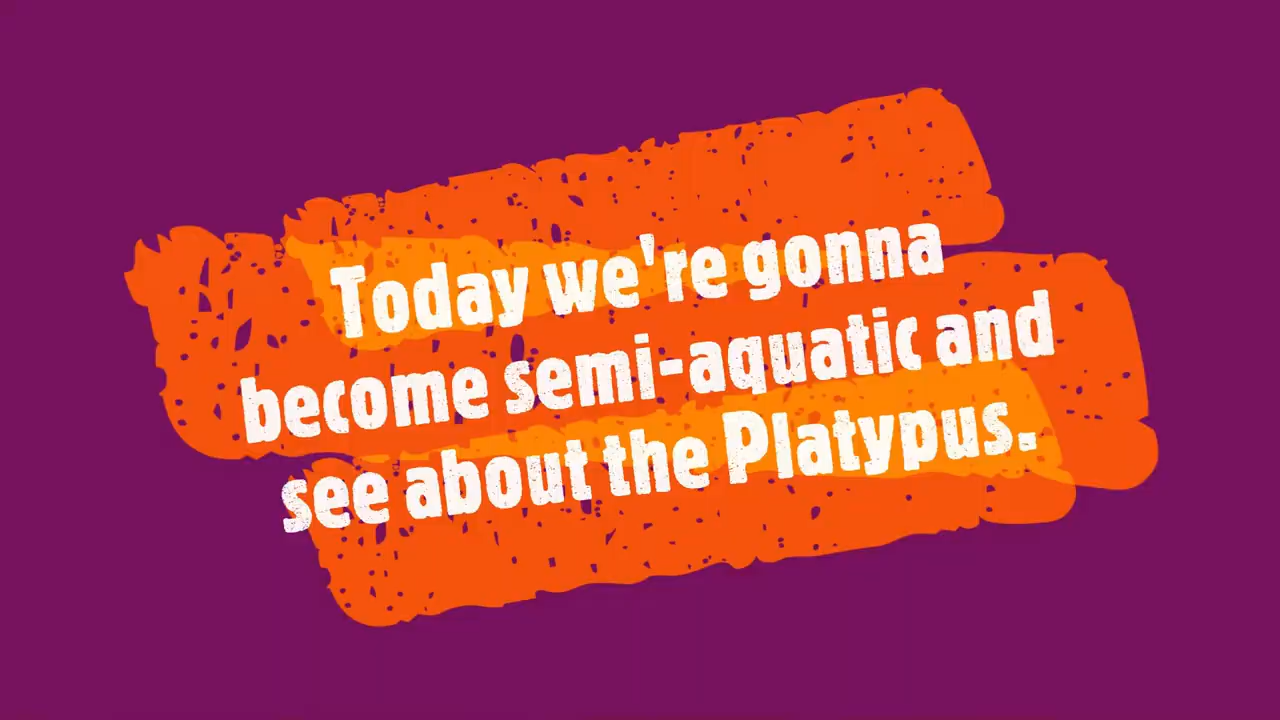 Today we're gonna
become semi-aquatic and
see about the Platypus.